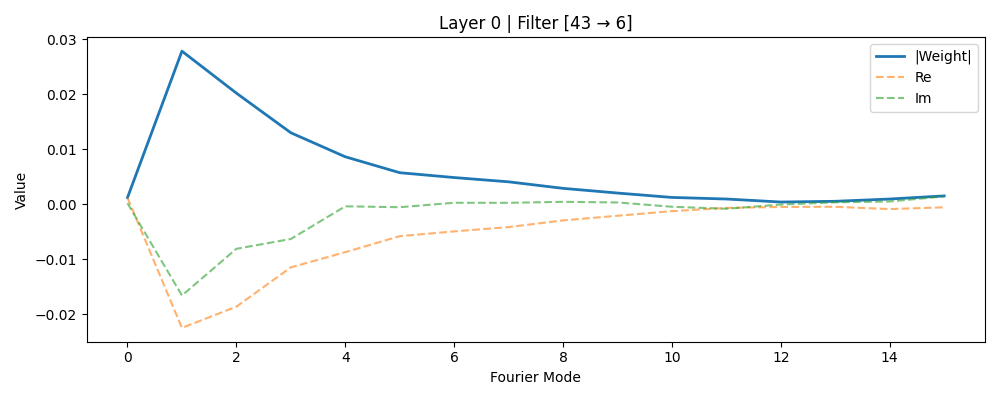 Layer 0 | Filter [43 → 6]
0.03
0.02
0.01
0.00
−0.01
−0.02
Value
|Weight|
Re
Im
0 2 4 6 8 10 12 14
Fourier Mode